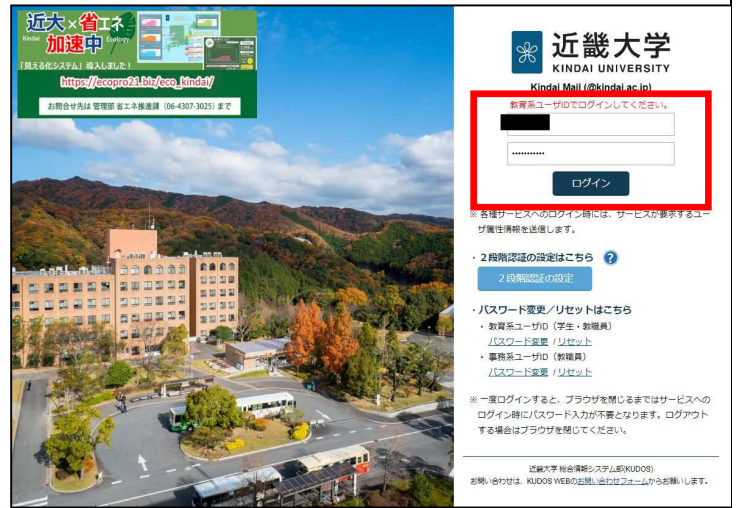 近大×省エネ
Kindai
Ecology
加速中
「見える化システム」導入しました！
https://ecopro21.biz/eco_kindai/
お問合せ先は 管理部 省エネ推進課（06-4307-3025）まで
近畿大学
KINDAI UNIVERSITY
Kindai Mail (@kindai.ac.jp)
教育系ユーザIDでログインしてください。
ログイン
※ 各種サービスへのログイン時には、サービスが要求するユー
ザ属性情報を送信します。
・2段階認証の設定はこちら ?
2段階認証の設定
・パスワード変更／リセットはこちら
・ 教育系ユーザID（学生・教職員）
パスワード変更 / リセット
・ 事務系ユーザID（教職員）
パスワード変更 / リセット
※ 一度ログインすると、ブラウザを閉じるまではサービスへの
ログイン時にパスワード入力が不要となります。ログアウト
する場合はブラウザを閉じてください。
近畿大学 総合情報システム部(KUDOS)
お問い合わせは、KUDOS WEBのお問い合わせフォームからお願いします。